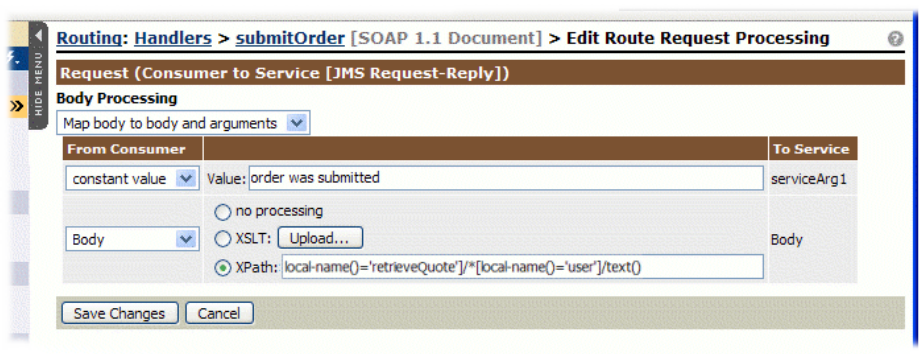 Routing: Handlers > submitOrder [SOAP 1.1 Document] > Edit Route Request Processing
HIDE MENU
Request (Consumer to Service [JMS Request-Reply])
Body Processing
Map body to body and arguments
From Consumer To Service
constant value Value: order was submitted serviceArg1
no processing
Body XSLT: Upload... Body
XPath: local-name()='retrieveQuote']/*[local-name()='user']/text()
Save Changes Cancel